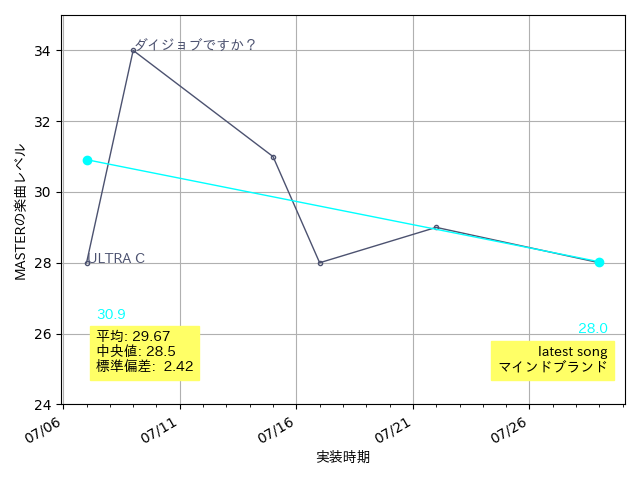 MASTERの楽曲レベル
34
32
30
28
26
24
ダイジョブですか？
ULTRA C
30.9
平均: 29.67
中央値: 28.5
標準偏差: 2.42
28.0
latest song
マインドブランド
07/06
07/11
07/16
07/21
07/26
実装時期